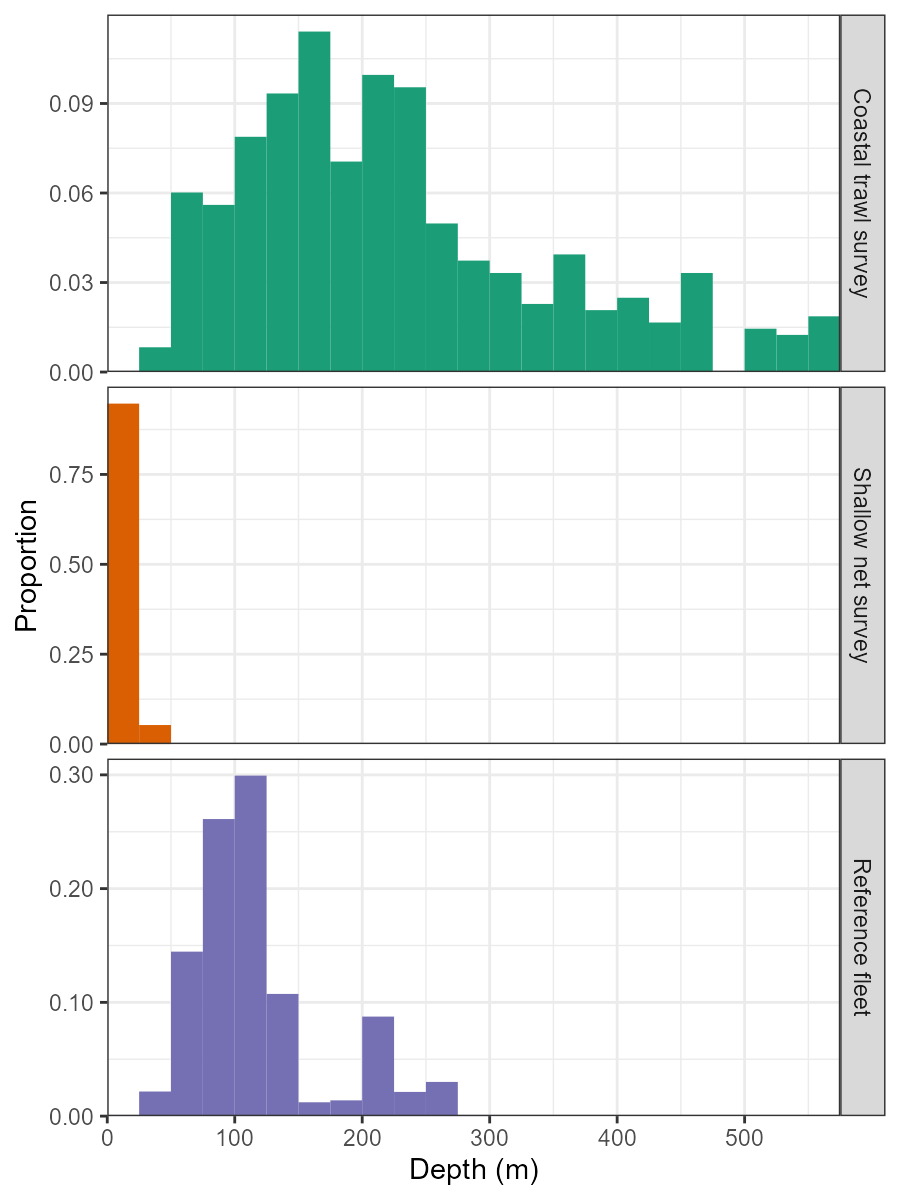 0.09
0.06
0.03
0.00
Coastal trawl survey
0.75
0.50
0.25
0.00
Shallow net survey
0.30
0.20
0.10
0.00
Reference fleet
Proportion
0 100 200 300 400 500
Depth (m)